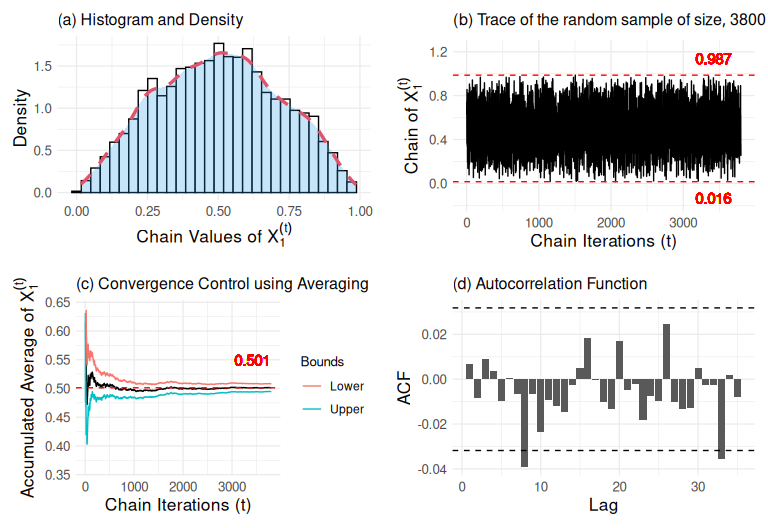 (a) Histogram and Density
Density
1.5
1.0
0.5
0.0
0.00 0.25 0.50 0.75 1.00
Chain Values of X₁⁽ᵗ⁾
(b) Trace of the random sample of size, 3800
Chain of X₁⁽ᵗ⁾
1.2
0.8
0.4
0.0
0.987
0.016
0 1000 2000 3000
Chain Iterations (t)
(c) Convergence Control using Averaging
Accumulated Average of X₁⁽ᵗ⁾
0.65
0.60
0.55
0.50
0.45
0.40
0.35
0.501
0 1000 2000 3000
Chain Iterations (t)
Bounds
Lower
Upper
(d) Autocorrelation Function
ACF
0.02
0.00
-0.02
-0.04
0 10 20 30
Lag